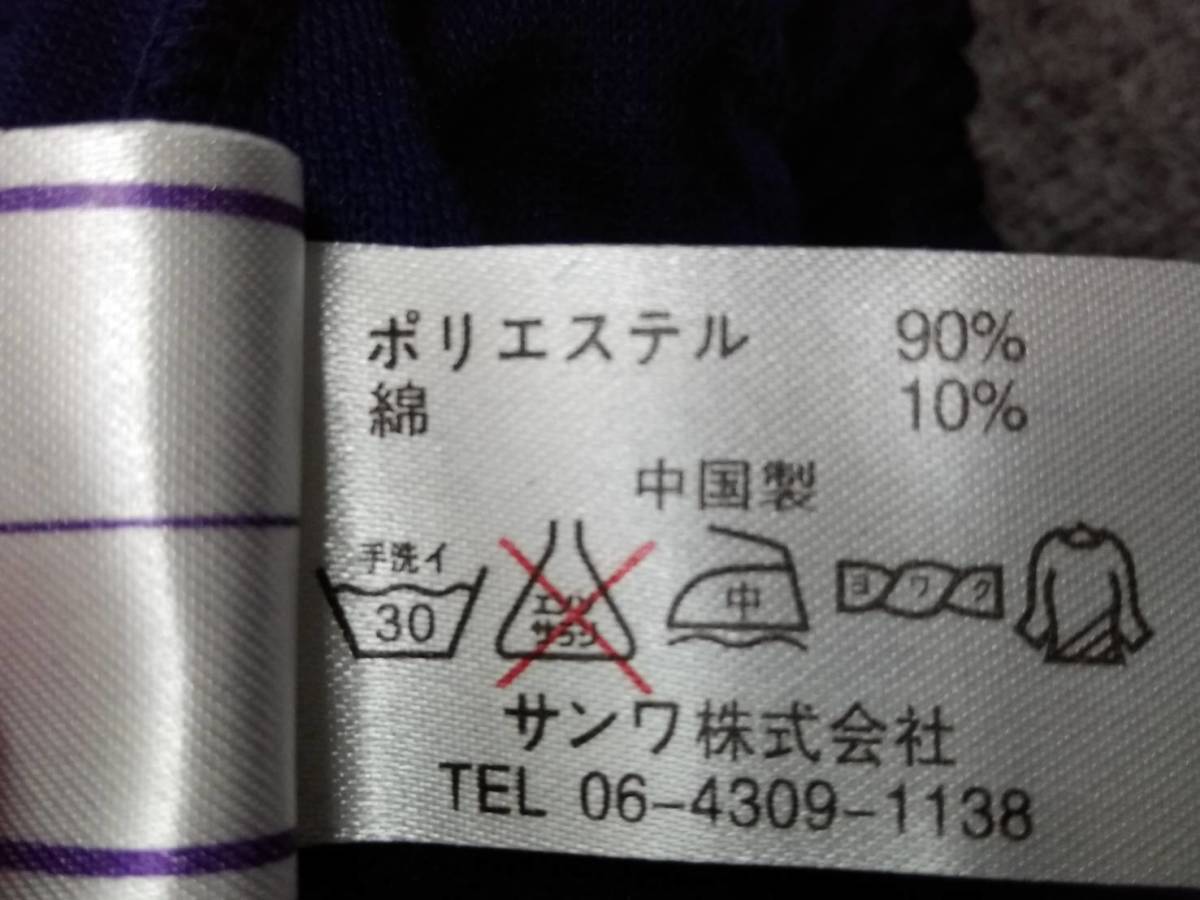 ポリエステル 90%
綿 10%
中国製
手洗イ
30
エンソ
サラシ
中
ヨワク
サンワ株式会社
TEL 06-4309-1138